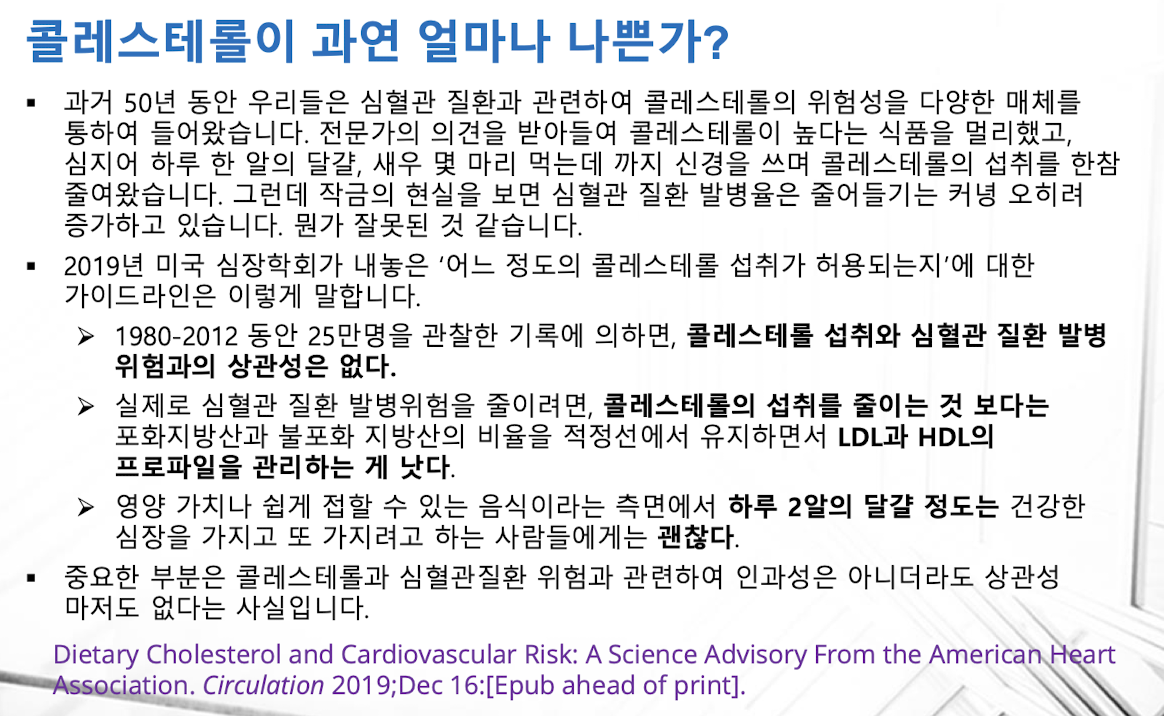 콜레스테롤이 과연 얼마나 나쁜가?
▪ 과거 50년 동안 우리들은 심혈관 질환과 관련하여 콜레스테롤의 위험성을 다양한 매체를
통하여 들어왔습니다. 전문가의 의견을 받아들여 콜레스테롤이 높다는 식품을 멀리했고,
심지어 하루 한 알의 달걀, 새우 몇 마리 먹는데 까지 신경을 쓰며 콜레스테롤의 섭취를 한참
줄여왔습니다. 그런데 작금의 현실을 보면 심혈관 질환 발병율은 줄어들기는 커녕 오히려
증가하고 있습니다. 뭔가 잘못된 것 같습니다.
▪ 2019년 미국 심장학회가 내놓은 ‘어느 정도의 콜레스테롤 섭취가 허용되는지’에 대한
가이드라인은 이렇게 말합니다.
➢ 1980-2012 동안 25만명을 관찰한 기록에 의하면, 콜레스테롤 섭취와 심혈관 질환 발병
위험과의 상관성은 없다.
➢ 실제로 심혈관 질환 발병위험을 줄이려면, 콜레스테롤의 섭취를 줄이는 것 보다는
포화지방산과 불포화 지방산의 비율을 적정선에서 유지하면서 LDL과 HDL의
프로파일을 관리하는 게 낫다.
➢ 영양 가치나 쉽게 접할 수 있는 음식이라는 측면에서 하루 2알의 달걀 정도는 건강한
심장을 가지고 또 가지려고 하는 사람들에게는 괜찮다.
▪ 중요한 부분은 콜레스테롤과 심혈관질환 위험과 관련하여 인과성은 아니더라도 상관성
마저도 없다는 사실입니다.
Dietary Cholesterol and Cardiovascular Risk: A Science Advisory From the American Heart
Association. Circulation 2019;Dec 16:[Epub ahead of print].